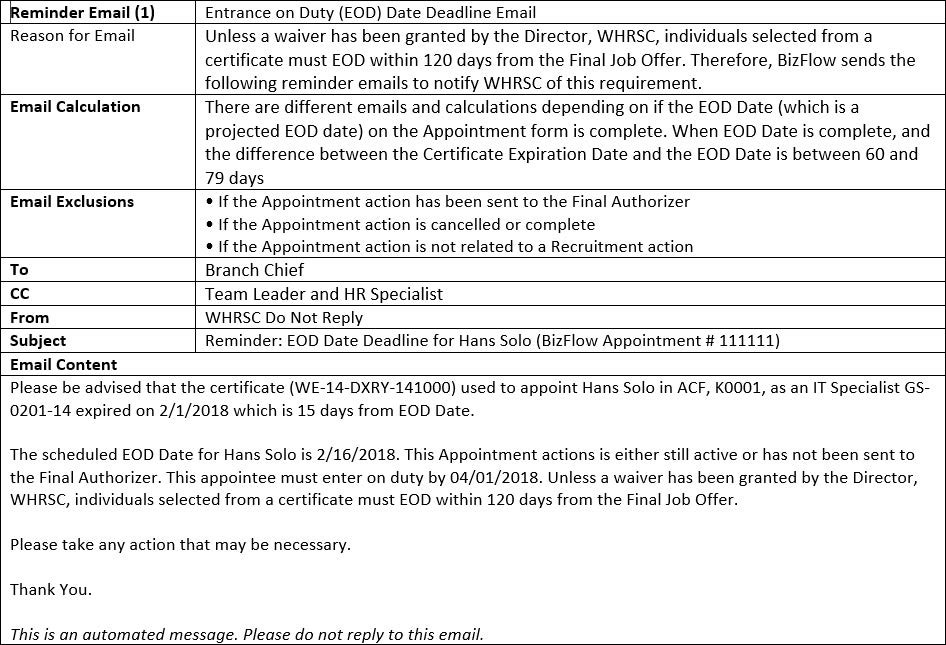 Reminder Email (1) Entrance on Duty (EOD) Date Deadline Email
Reason for Email Unless a waiver has been granted by the Director, WHRSC, individuals selected from a
certificate must EOD within 120 days from the Final Job Offer. Therefore, BizFlow sends the
following reminder emails to notify WHRSC of this requirement.
Email Calculation There are different emails and calculations depending on if the EOD Date (which is a
projected EOD date) on the Appointment form is complete. When EOD Date is complete, and
the difference between the Certificate Expiration Date and the EOD Date is between 60 and
79 days
Email Exclusions • If the Appointment action has been sent to the Final Authorizer
• If the Appointment action is cancelled or complete
• If the Appointment action is not related to a Recruitment action
To Branch Chief
CC Team Leader and HR Specialist
From WHRSC Do Not Reply
Subject Reminder: EOD Date Deadline for Hans Solo (BizFlow Appointment # 111111)
Email Content
Please be advised that the certificate (WE-14-DXRY-141000) used to appoint Hans Solo in ACF, K0001, as an IT Specialist GS-
0201-14 expired on 2/1/2018 which is 15 days from EOD Date.
The scheduled EOD Date for Hans Solo is 2/16/2018. This Appointment actions is either still active or has not been sent to
the Final Authorizer. This appointee must enter on duty by 04/01/2018. Unless a waiver has been granted by the Director,
WHRSC, individuals selected from a certificate must EOD within 120 days from the Final Job Offer.
Please take any action that may be necessary.
Thank You.
This is an automated message. Please do not reply to this email.